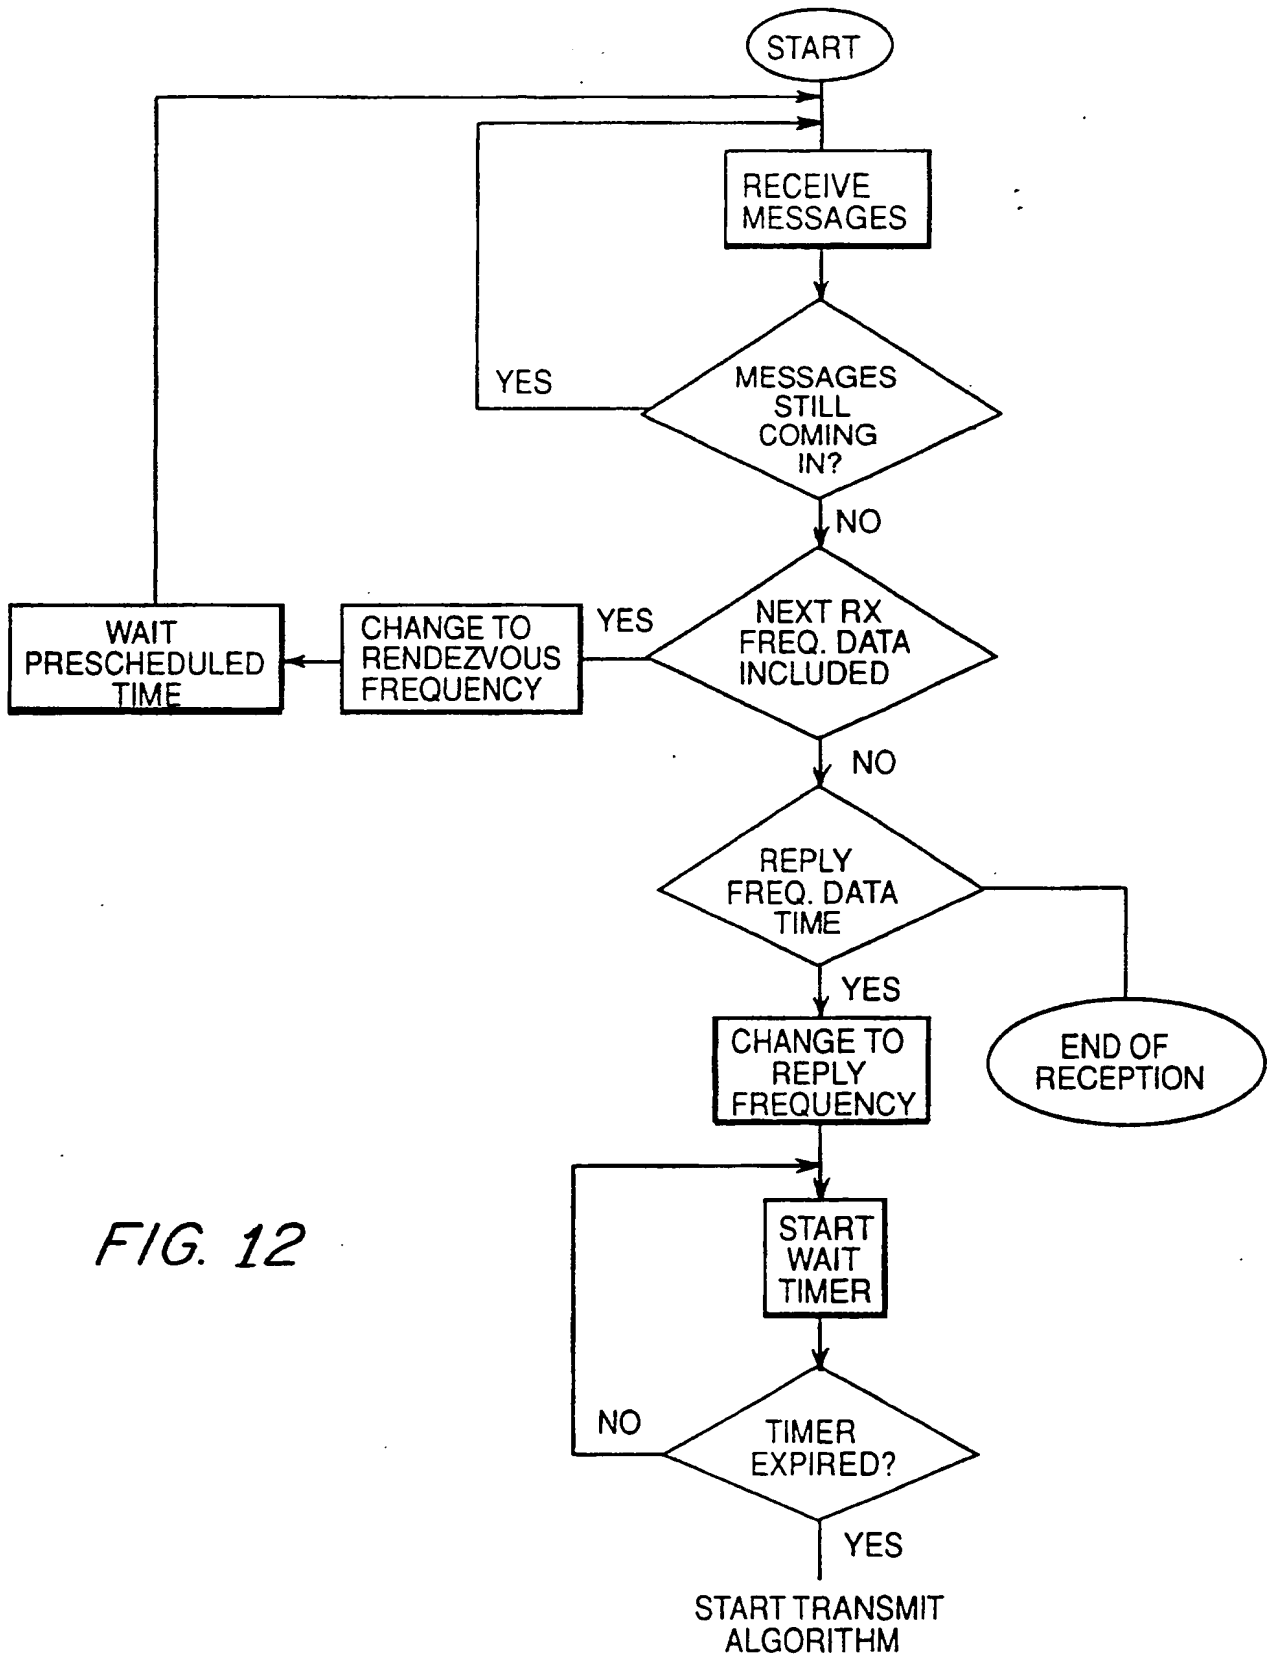 START
RECEIVE
MESSAGES
YES
MESSAGES
STILL
COMING
IN?
NO
WAIT
PRESCHEDULED
TIME
CHANGE TO
RENDEZVOUS
FREQUENCY
YES
NEXT RX
FREQ. DATA
INCLUDED
NO
REPLY
FREQ. DATA
TIME
YES
CHANGE TO
REPLY
FREQUENCY
END OF
RECEPTION
FIG. 12
START
WAIT
TIMER
NO
TIMER
EXPIRED?
YES
START TRANSMIT
ALGORITHM